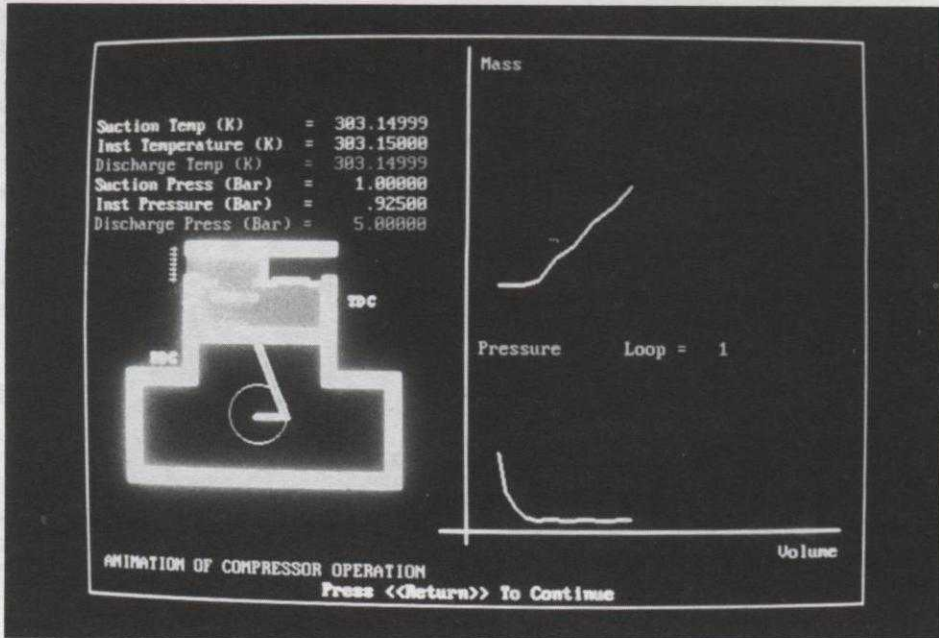 Suction Temp (K) = 303.14999
Inst Temperature (K) = 303.15000
Discharge Temp (K) = 303.14999
Suction Press (Bar) = 1.00000
Inst Pressure (Bar) = .92500
Discharge Press (Bar) = 5.00000
TDC
BDC
Mass
Pressure Loop = 1
Volume
ANIMATION OF COMPRESSOR OPERATION
Press <<Return>> To Continue